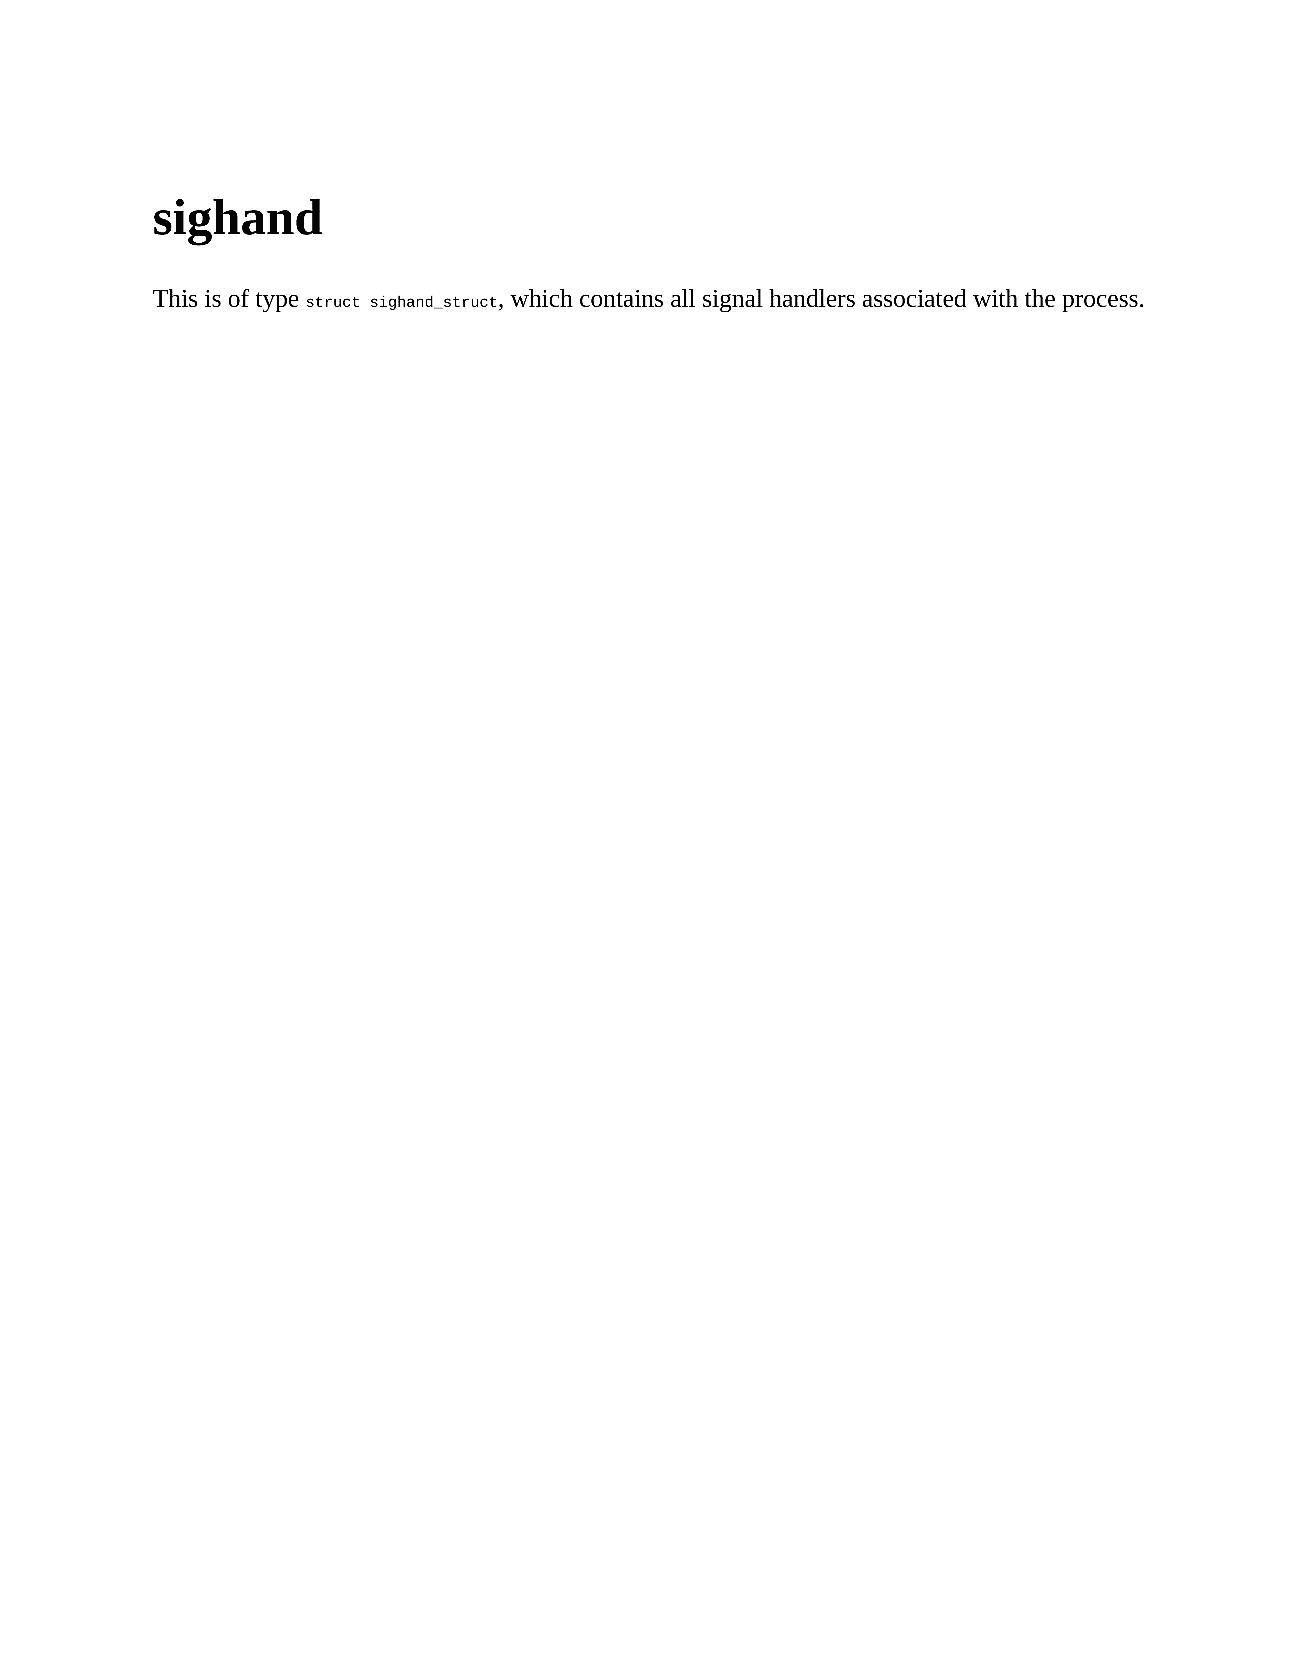 sighand
This is of type struct sighand_struct, which contains all signal handlers associated with the process.